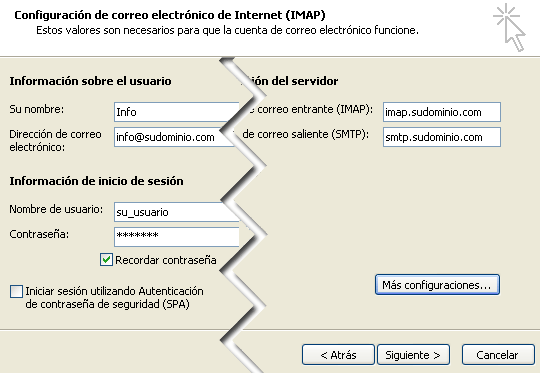 Configuración de correo electrónico de Internet (IMAP)
Estos valores son necesarios para que la cuenta de correo electrónico funcione.
Información sobre el usuario
Su nombre: Info
Dirección de correo electrónico: info@sudominio.com
Información de inicio de sesión
Nombre de usuario: su_usuario
Contraseña: *******
Recordar contraseña
Iniciar sesión utilizando Autenticación
de contraseña de seguridad (SPA)
del servidor
de correo entrante (IMAP): imap.sudominio.com
de correo saliente (SMTP): smtp.sudominio.com
Más configuraciones...
< Atrás
Siguiente >
Cancelar